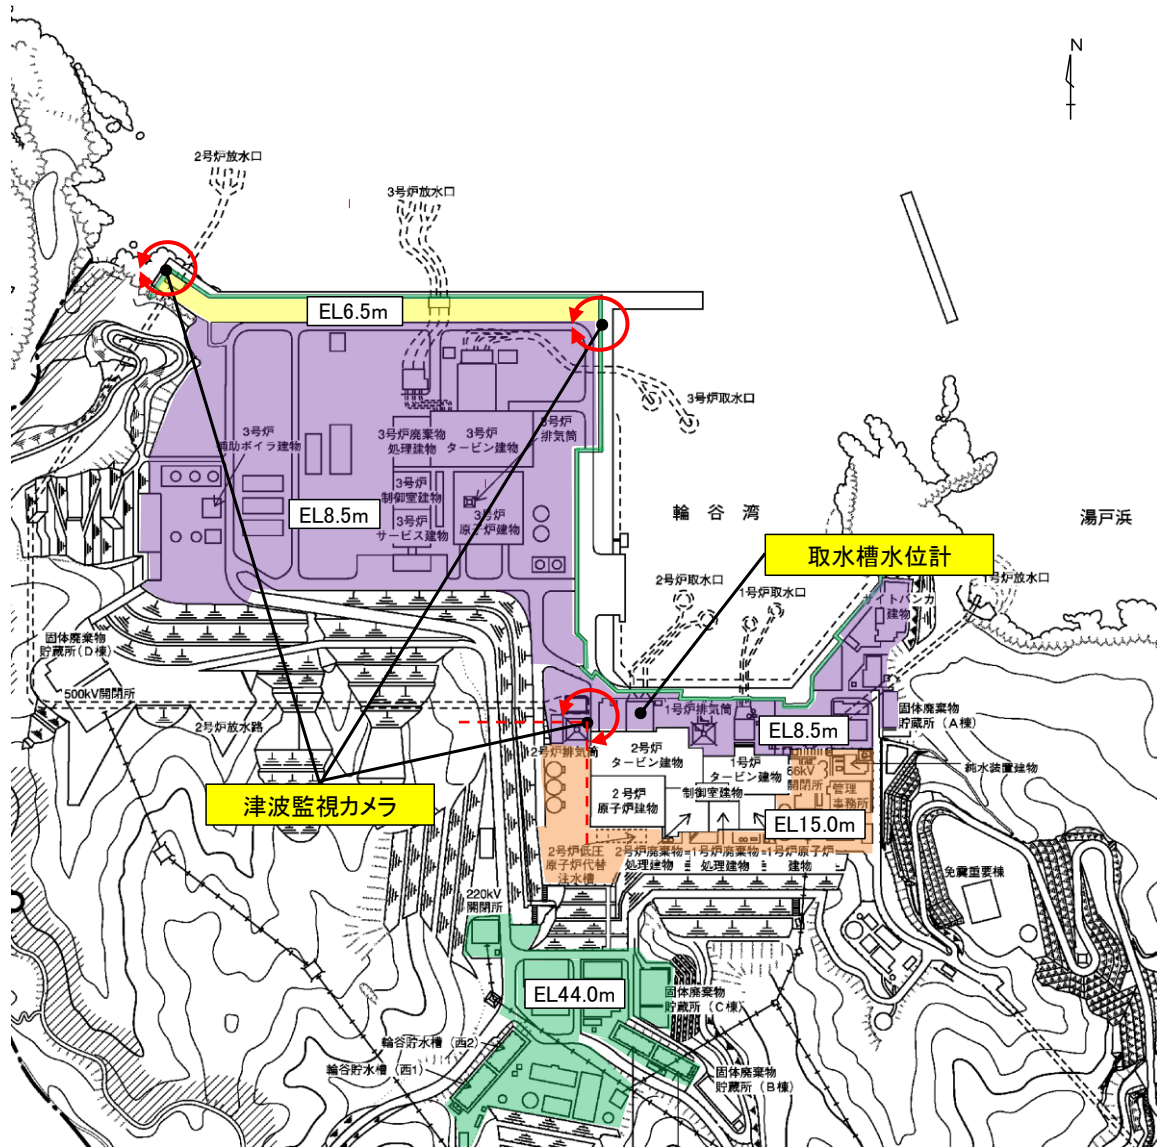 N
2号炉放水口
3号炉放水口
EL6.5m
3号炉取水口
3号炉
補助ボイラ建物
3号炉廃棄物
処理建物
3号炉
タービン建物
3号炉
排気筒
3号炉
制御室建物
3号炉
サービス建物
3号炉
原子炉建物
EL8.5m
輪谷湾
湯戸浜
取水槽水位計
2号炉取水口
1号炉取水口
1号炉放水口
サイトバンカ
建物
固体廃棄物
貯蔵所(D棟)
500kV開閉所
2号炉放水路
1号炉排気筒
EL8.5m
固体廃棄物
貯蔵所(A棟)
2号炉排気筒
2号炉
タービン建物
1号炉
タービン建物
66kV
開閉所
純水装置建物
管理
事務所
制御室建物
2号炉
原子炉建物
津波監視カメラ
EL15.0m
2号炉低圧
原子炉代替
注水槽
2号炉廃棄物
処理建物
1号炉廃棄物
処理建物
1号炉原子炉
建物
免震重要棟
220kV
開閉所
EL44.0m
固体廃棄物
貯蔵所(C棟)
輪谷貯水槽(西2)
輪谷貯水槽(西1)
固体廃棄物
貯蔵所(B棟)